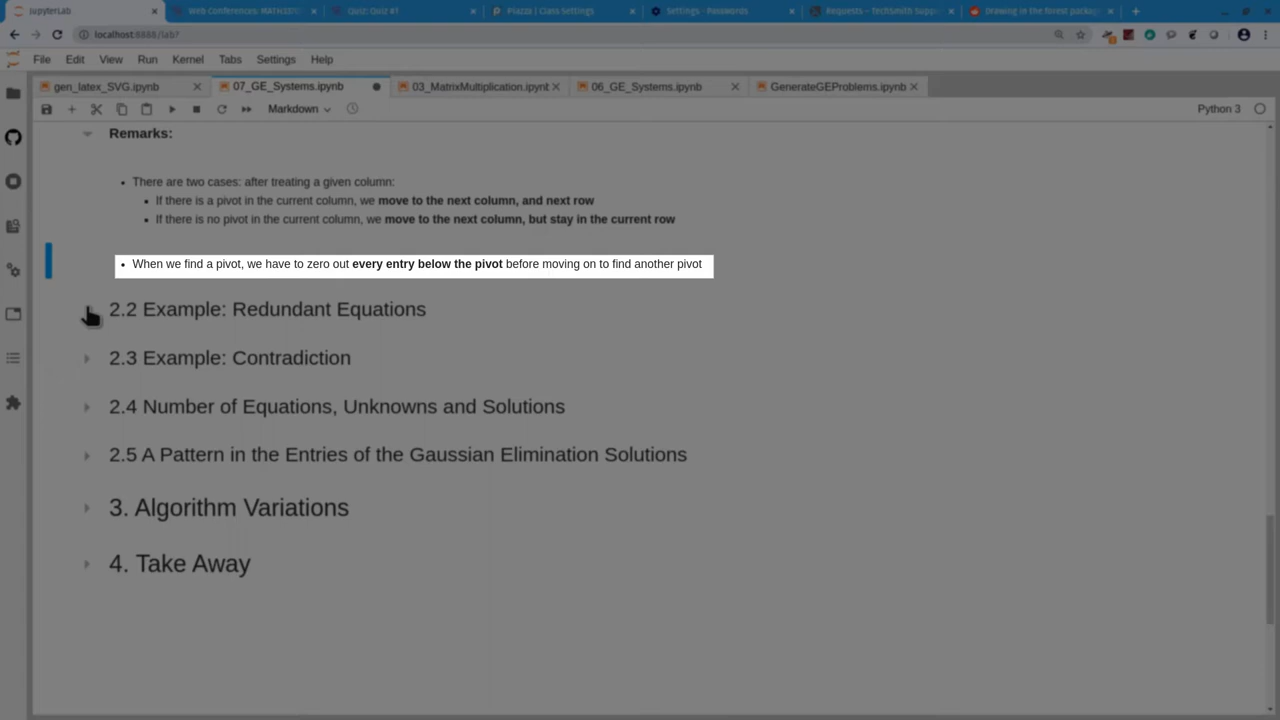 JupyterLab
Web Conferences: MATH337
Quiz: Quiz #1
Piazza | Class Settings
Settings - Passwords
Requests – TechSmith Supp
Drawing in the forest packag
localhost:8888/lab?
File Edit View Run Kernel Tabs Settings Help
gen_latex_SVG.ipynb
07_GE_Systems.ipynb
03_MatrixMultiplication.ipynt
06_GE_Systems.ipynb
GenerateGEProblems.ipynb
Markdown
Python 3
Remarks:
• There are two cases: after treating a given column:
▪ If there is a pivot in the current column, we move to the next column, and next row
▪ If there is no pivot in the current column, we move to the next column, but stay in the current row
• When we find a pivot, we have to zero out every entry below the pivot before moving on to find another pivot
2.2 Example: Redundant Equations
2.3 Example: Contradiction
2.4 Number of Equations, Unknowns and Solutions
2.5 A Pattern in the Entries of the Gaussian Elimination Solutions
3. Algorithm Variations
4. Take Away